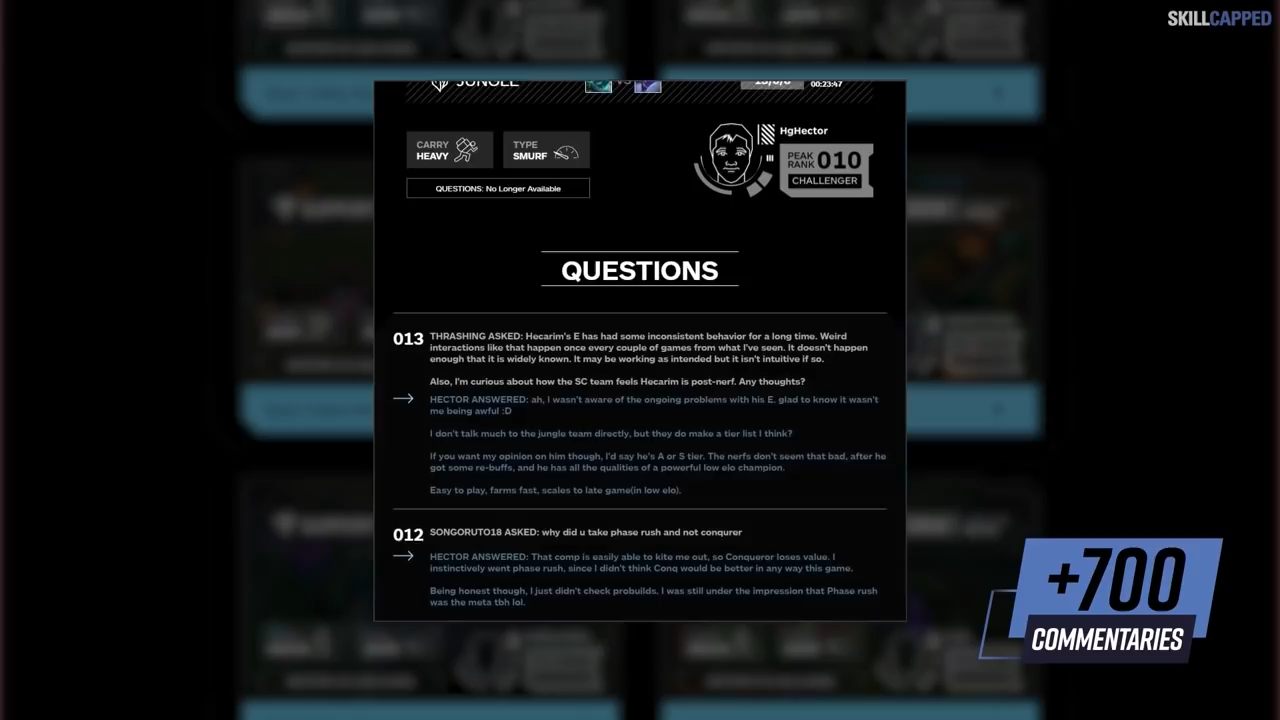 SKILLCAPPED
JUNGLE
VS
00:23:47
CARRY
HEAVY
TYPE
SMURF
HgHector
PEAK
RANK
010
CHALLENGER
QUESTIONS: No Longer Available
QUESTIONS
013
THRASHING ASKED: Hecarim's E has had some inconsistent behavior for a long time. Weird
interactions like that happen once every couple of games from what I've seen. It doesn't happen
enough that it is widely known. It may be working as intended but it isn't intuitive if so.
Also, I'm curious about how the SC team feels Hecarim is post-nerf. Any thoughts?
HECTOR ANSWERED: ah, I wasn't aware of the ongoing problems with his E. glad to know it wasn't
me being awful :D
I don't talk much to the jungle team directly, but they do make a tier list I think?
If you want my opinion on him though, I'd say he's A or S tier. The nerfs don't seem that bad, after he
got some re-buffs, and he has all the qualities of a powerful low elo champion.
Easy to play, farms fast, scales to late game(in low elo).
012
SONGORUTO18 ASKED: why did u take phase rush and not conqurer
HECTOR ANSWERED: That comp is easily able to kite me out, so Conqueror loses value. I
instinctively went phase rush, since I didn't think Conq would be better in any way this game.
Being honest though, I just didn't check probuilds. I was still under the impression that Phase rush
was the meta tbh lol.
+700
COMMENTARIES